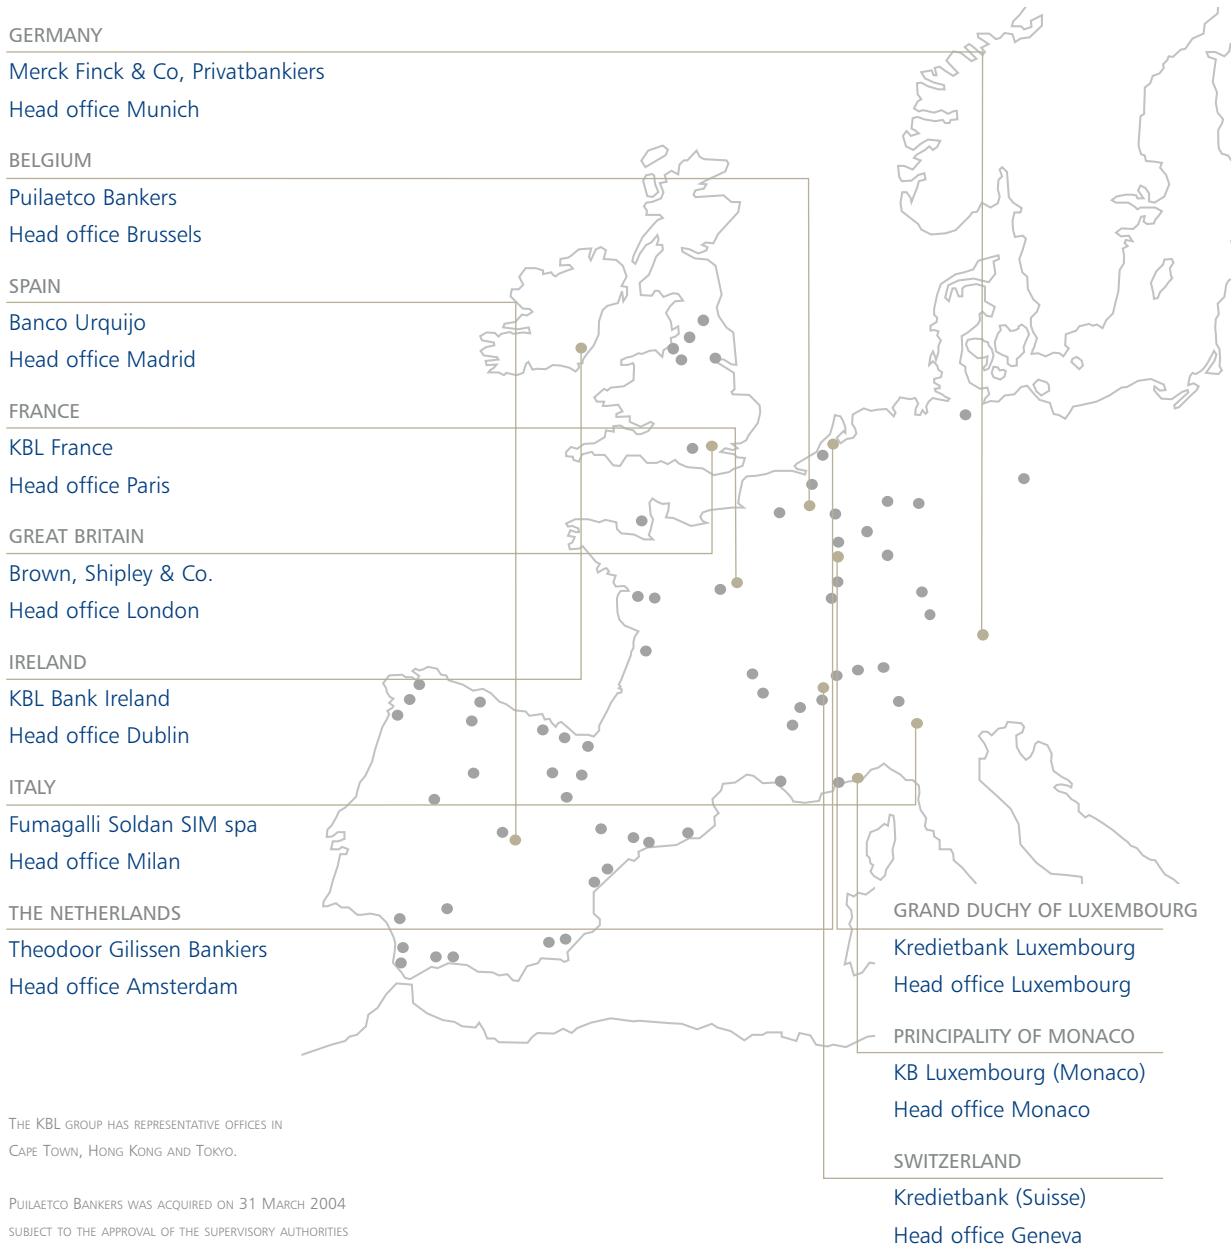 GERMANY
Merck Finck & Co, Privatbankiers
Head office Munich
BELGIUM
Puilaetco Bankers
Head office Brussels
SPAIN
Banco Urquijo
Head office Madrid
FRANCE
KBL France
Head office Paris
GREAT BRITAIN
Brown, Shipley & Co.
Head office London
IRELAND
KBL Bank Ireland
Head office Dublin
ITALY
Fumagalli Soldan SIM spa
Head office Milan
THE NETHERLANDS
Theodoor Gilissen Bankiers
Head office Amsterdam
GRAND DUCHY OF LUXEMBOURG
Kredietbank Luxembourg
Head office Luxembourg
PRINCIPALITY OF MONACO
KB Luxembourg (Monaco)
Head office Monaco
SWITZERLAND
Kredietbank (Suisse)
Head office Geneva
THE KBL GROUP HAS REPRESENTATIVE OFFICES IN
CAPE TOWN, HONG KONG AND TOKYO.
PUILAETCO BANKERS WAS ACQUIRED ON 31 MARCH 2004
SUBJECT TO THE APPROVAL OF THE SUPERVISORY AUTHORITIES